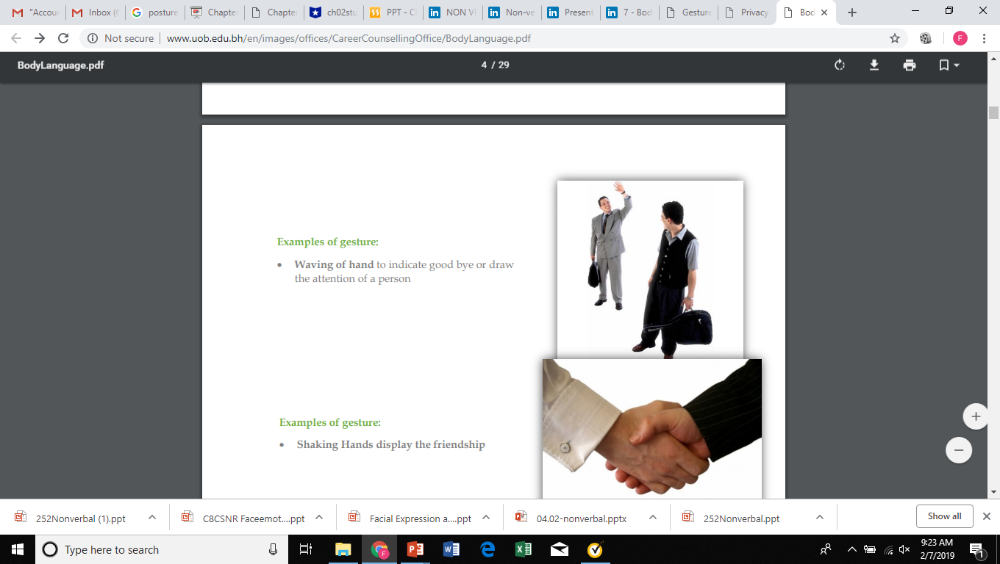 "Accou
Inbox (6
posture
Chapter
Chapte
ch02stu
PPT - C
NON V
Non-ve
Present
7 - Bod
Gesture
Privacy
Bod
Not secure
www.uob.edu.bh/en/images/offices/CareerCounsellingOffice/BodyLanguage.pdf
F
BodyLanguage.pdf
4 / 29
Examples of gesture:
• Waving of hand to indicate good bye or draw
the attention of a person
Examples of gesture:
• Shaking Hands display the friendship
252Nonverbal (1).ppt
C8CSNR Faceemot....ppt
Facial Expression a....ppt
04.02-nonverbal.pptx
252Nonverbal.ppt
Show all
Type here to search
9:23 AM
2/7/2019